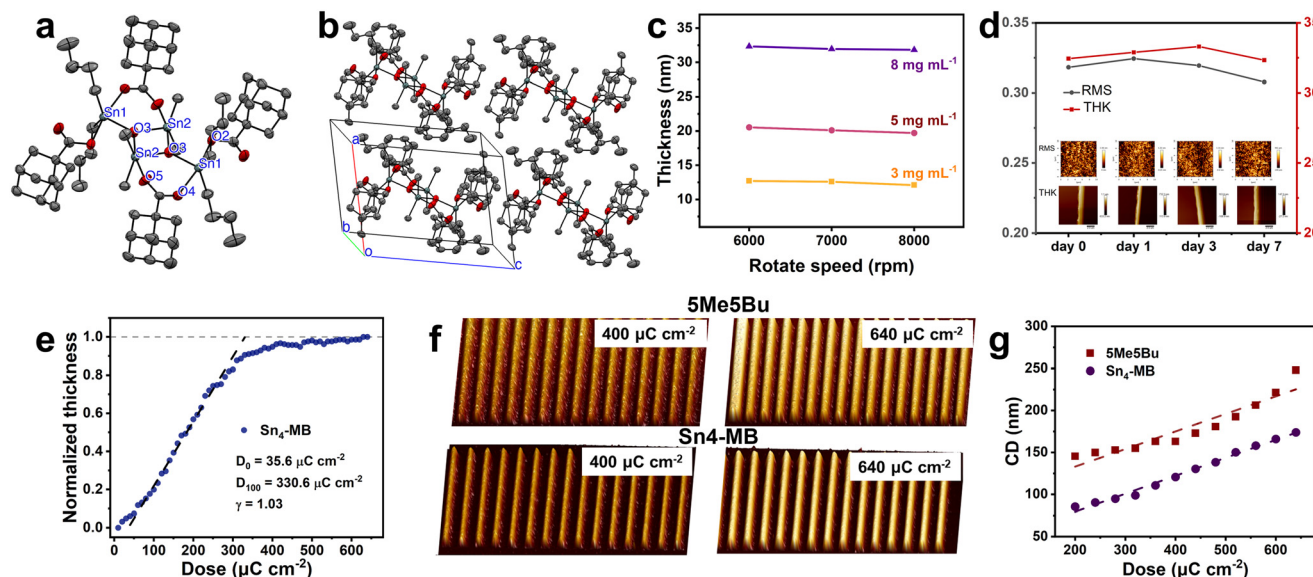 a
Sn1
Sn2
O3
O2
Sn2
O3
Sn1
O5
O4
b
a
b
o
c
c
Thickness (nm)
35
30
25
20
15
10
8 mg mL⁻¹
5 mg mL⁻¹
3 mg mL⁻¹
6000 7000 8000
Rotate speed (rpm)
d
0.35
0.30
0.25
0.20
RMS
THK
RMS
THK
day 0 day 1 day 3 day 7
e
Normalized thickness
1.0
0.8
0.6
0.4
0.2
0.0
Sn₄-MB
D₀ = 35.6 μC cm⁻²
D₁₀₀ = 330.6 μC cm⁻²
γ = 1.03
0 100 200 300 400 500 600
Dose (μC cm⁻²)
f
5Me5Bu
400 μC cm⁻²
640 μC cm⁻²
Sn4-MB
400 μC cm⁻²
640 μC cm⁻²
g
CD (nm)
300
250
200
150
100
50
5Me5Bu
Sn₄-MB
200 300 400 500 600
Dose (μC cm⁻²)